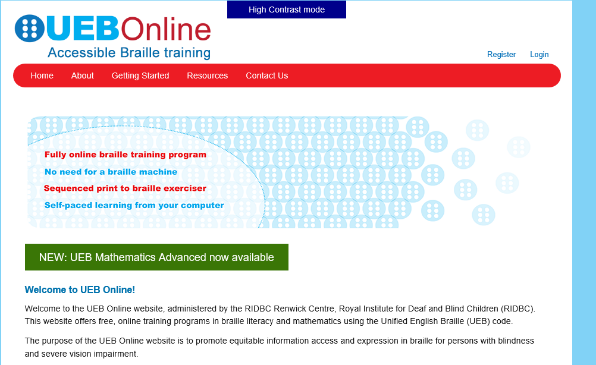 High Contrast mode
UEBOnline
Accessible Braille training
Register Login
Home About Getting Started Resources Contact Us
Fully online braille training program
No need for a braille machine
Sequenced print to braille exerciser
Self-paced learning from your computer
NEW: UEB Mathematics Advanced now available
Welcome to UEB Online!
Welcome to the UEB Online website, administered by the RIDBC Renwick Centre, Royal Institute for Deaf and Blind Children (RIDBC).
This website offers free, online training programs in braille literacy and mathematics using the Unified English Braille (UEB) code.
The purpose of the UEB Online website is to promote equitable information access and expression in braille for persons with blindness
and severe vision impairment.